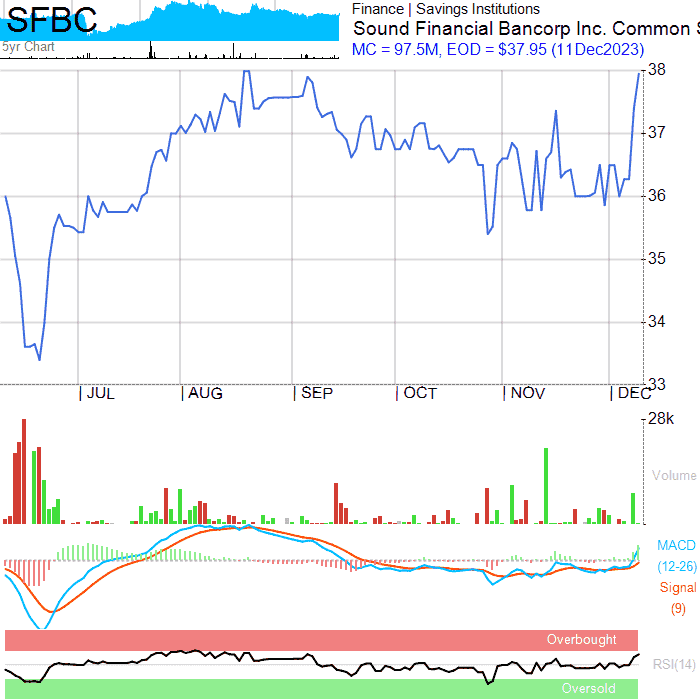 SFBC
5yr Chart
Finance | Savings Institutions
Sound Financial Bancorp Inc. Common S
MC = 97.5M, EOD = $37.95 (11Dec2023)
38
37
36
35
34
33
| JUL | AUG | SEP | OCT | NOV | DEC
28k
Volume
MACD
(12-26)
Signal
(9)
Overbought
RSI(14)
Oversold